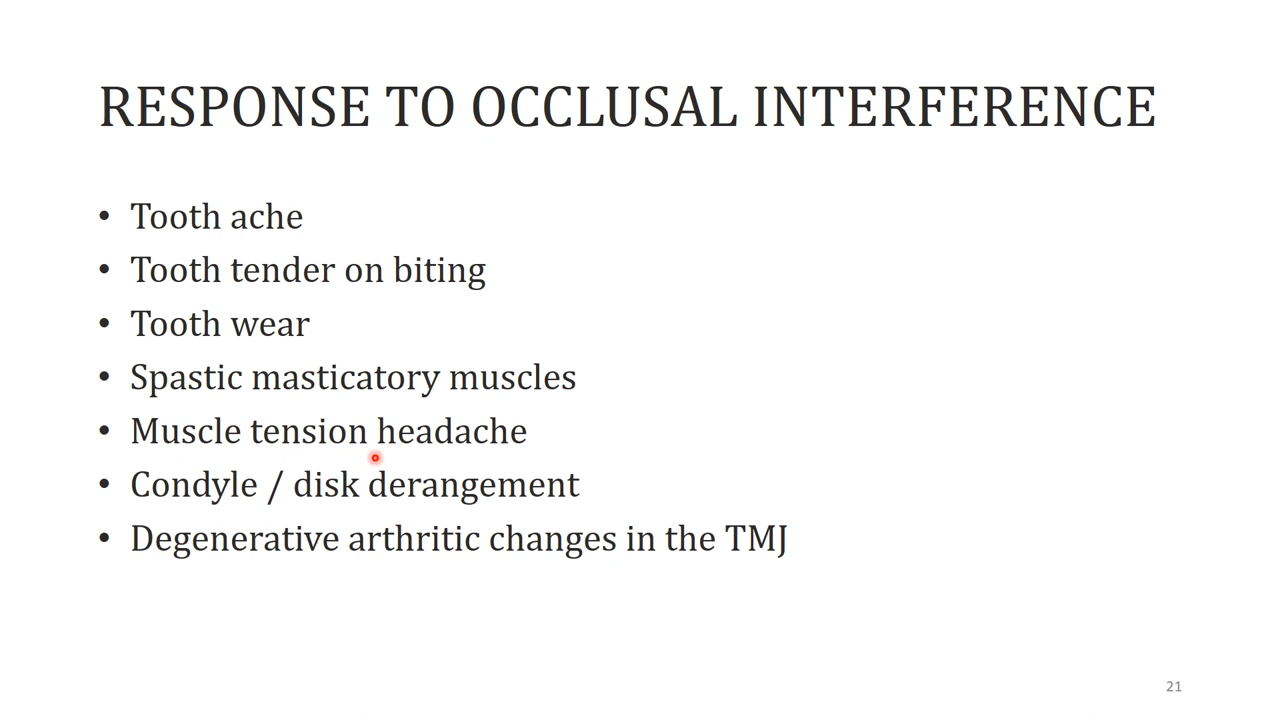 RESPONSE TO OCCLUSAL INTERFERENCE
• Tooth ache
• Tooth tender on biting
• Tooth wear
• Spastic masticatory muscles
• Muscle tension headache
• Condyle / disk derangement
• Degenerative arthritic changes in the TMJ
21